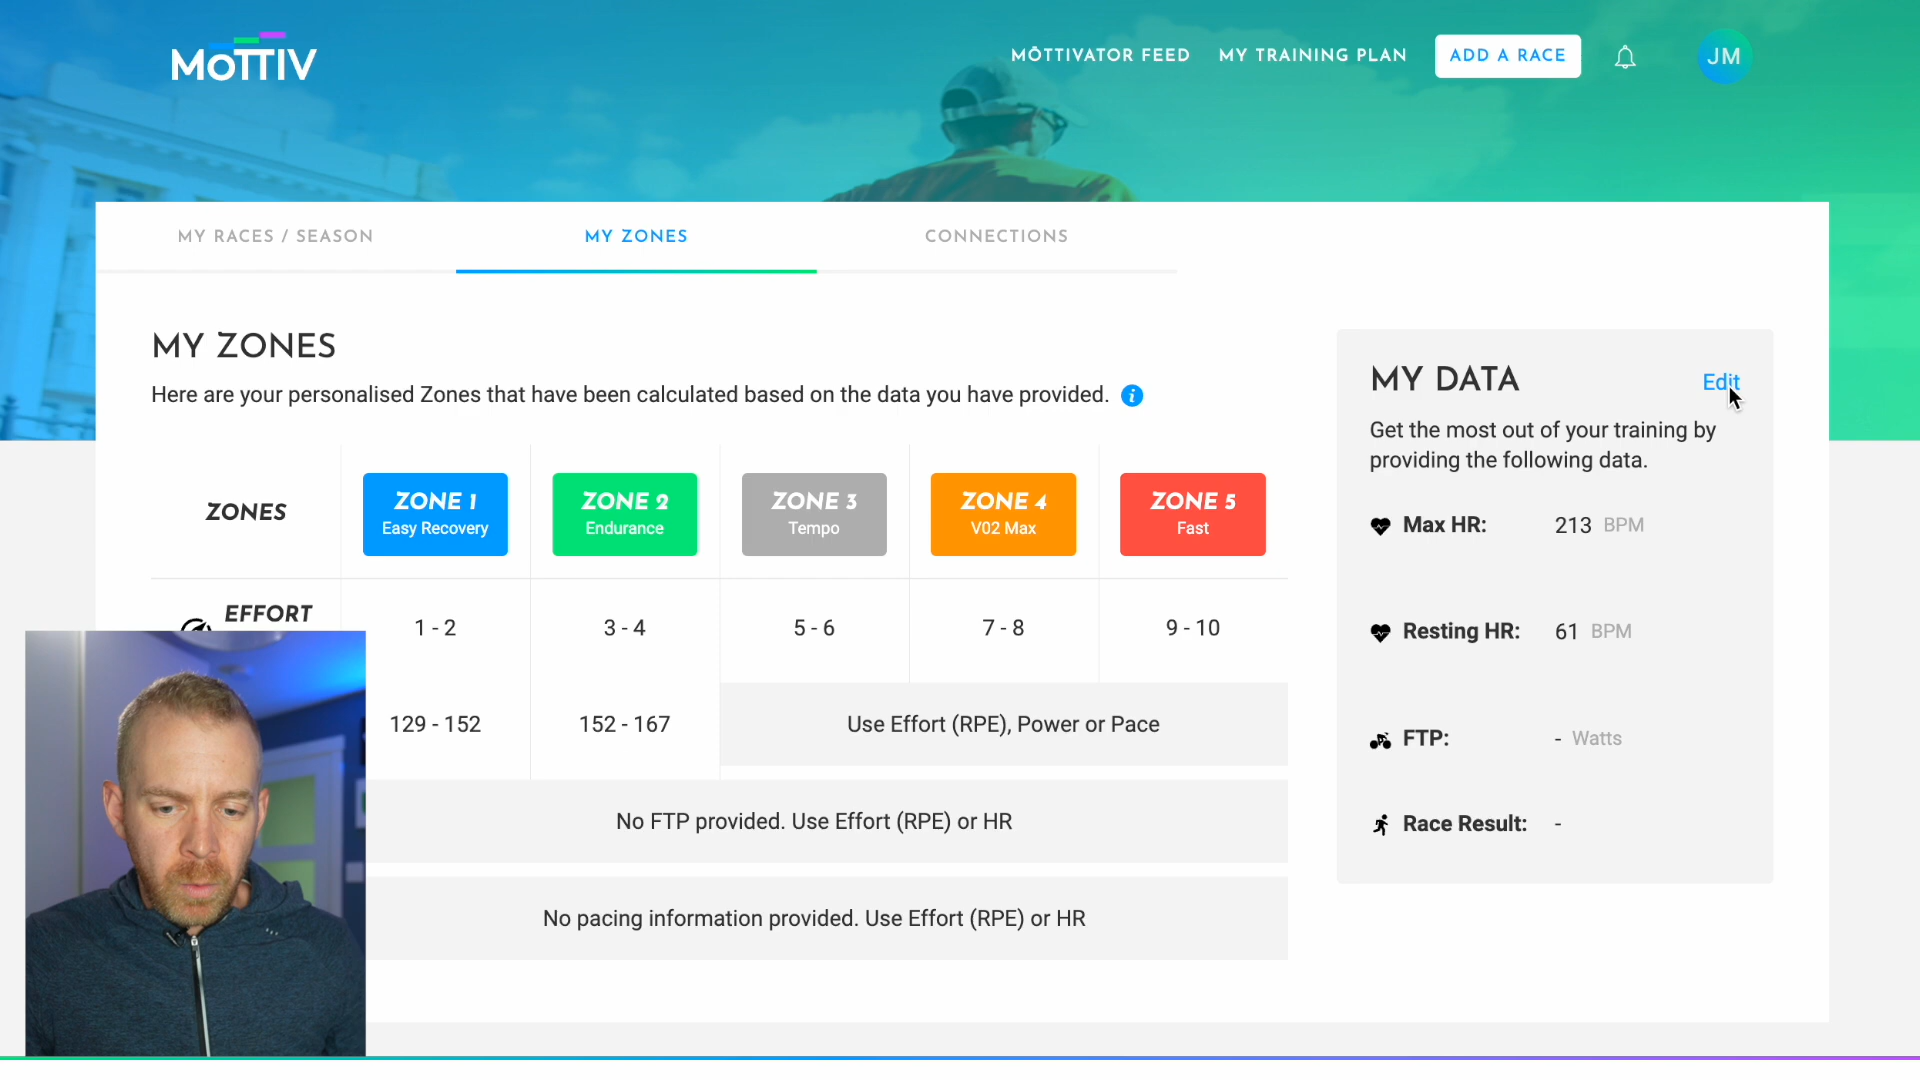 MōTTIV
MŌTTIVATOR FEED
MY TRAINING PLAN
ADD A RACE
JM
MY RACES / SEASON
MY ZONES
CONNECTIONS
MY ZONES
Here are your personalised Zones that have been calculated based on the data you have provided. i
ZONES
ZONE 1
Easy Recovery
ZONE 2
Endurance
ZONE 3
Tempo
ZONE 4
V02 Max
ZONE 5
Fast
EFFORT
1 - 2
3 - 4
5 - 6
7 - 8
9 - 10
129 - 152
152 - 167
Use Effort (RPE), Power or Pace
No FTP provided. Use Effort (RPE) or HR
No pacing information provided. Use Effort (RPE) or HR
MY DATA
Edit
Get the most out of your training by
providing the following data.
Max HR: 213 BPM
Resting HR: 61 BPM
FTP: - Watts
Race Result: -